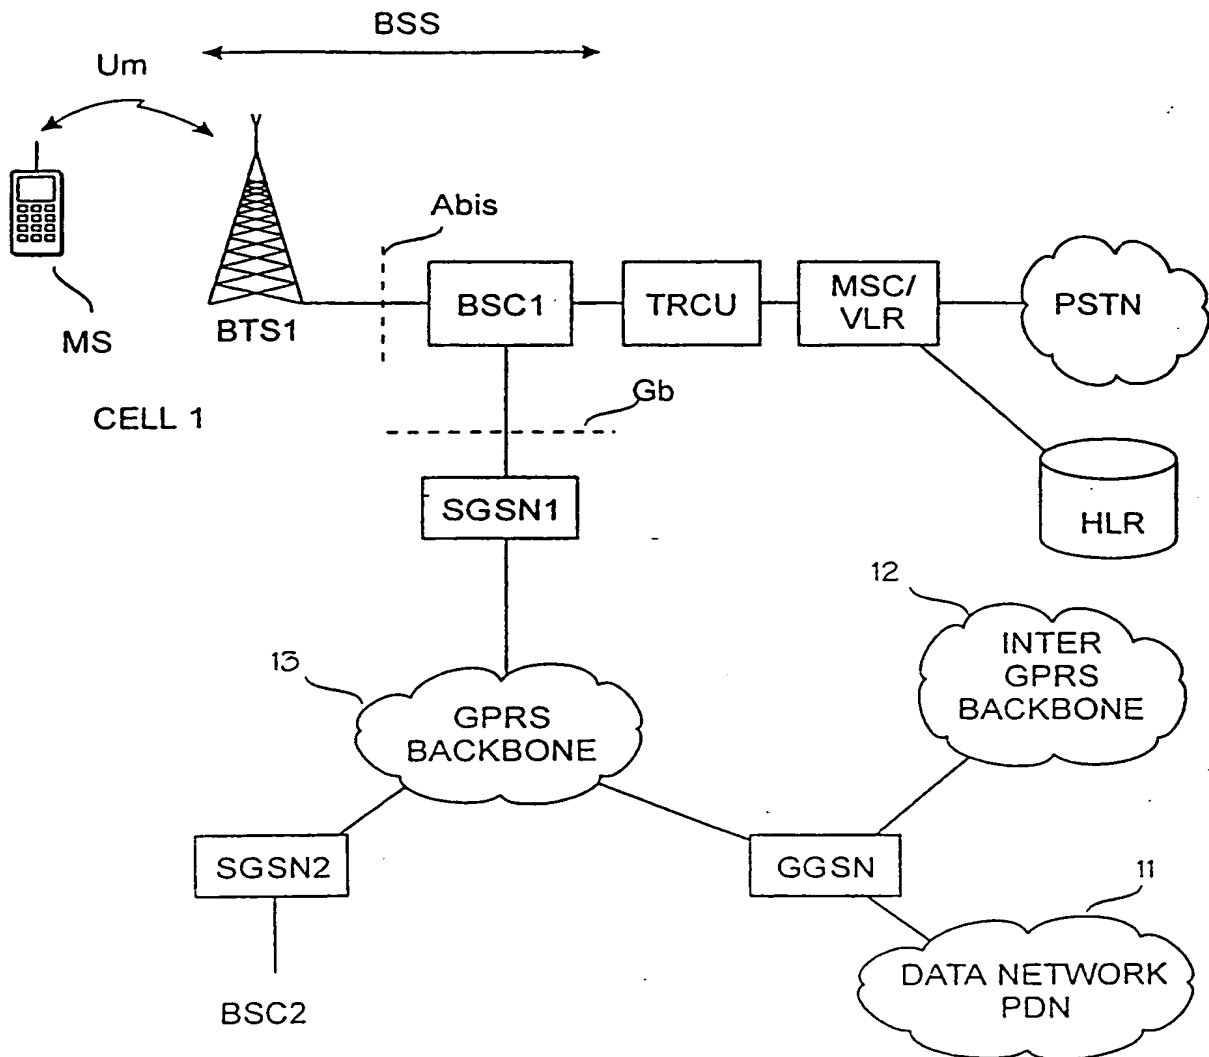 BSS
Um
Abis
BSC1
TRCU
MSC/
VLR
PSTN
BTS1
MS
CELL 1
Gb
SGSN1
HLR
12
INTER
GPRS
BACKBONE
13
GPRS
BACKBONE
SGSN2
GGSN
11
DATA NETWORK
PDN
BSC2